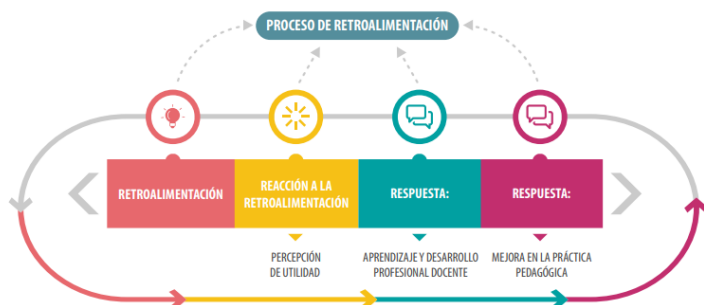 PROCESO DE RETROALIMENTACIÓN
RETROALIMENTACIÓN
REACCIÓN A LA
RETROALIMENTACIÓN
RESPUESTA:
RESPUESTA:
PERCEPCIÓN
DE UTILIDAD
APRENDIZAJE Y DESARROLLO
PROFESIONAL DOCENTE
MEJORA EN LA PRÁCTICA
PEDAGÓGICA